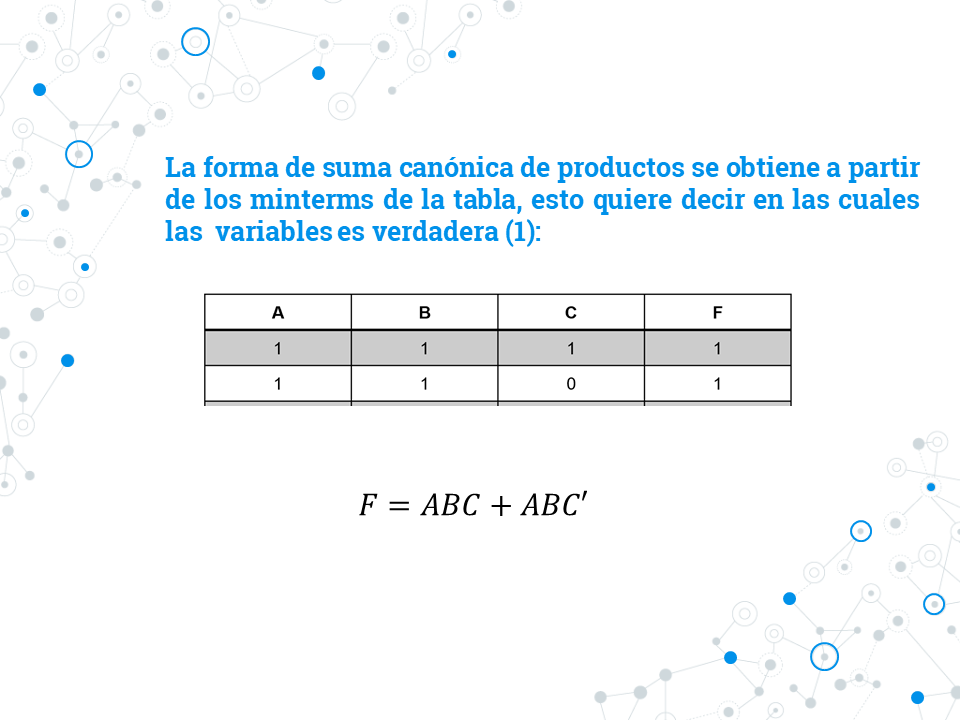 La forma de suma canónica de productos se obtiene a partir
de los minterms de la tabla, esto quiere decir en las cuales
las variables es verdadera (1):
A B C F
1 1 1 1
1 1 0 1
F = ABC + ABC′